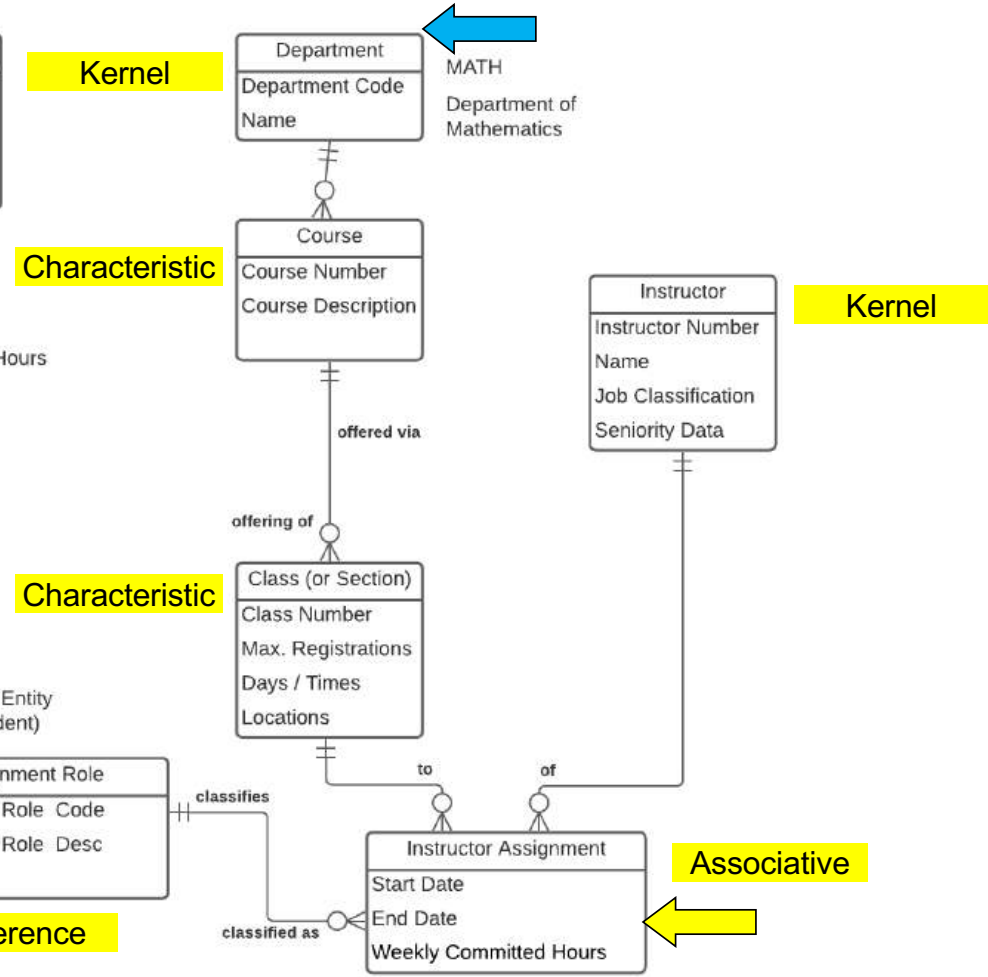 Department
Kernel
MATH
Department Code
Name
Department of
Mathematics
Course
Characteristic
Course Number
Course Description
Instructor
Kernel
Instructor Number
Name
Job Classification
Seniority Data
Hours
offered via
offering of
Class (or Section)
Characteristic
Class Number
Max. Registrations
Days / Times
Locations
Entity
to
of
Role
classifies
Role Code
Role Desc
Instructor Assignment
Associative
Start Date
End Date
classified as
Weekly Committed Hours